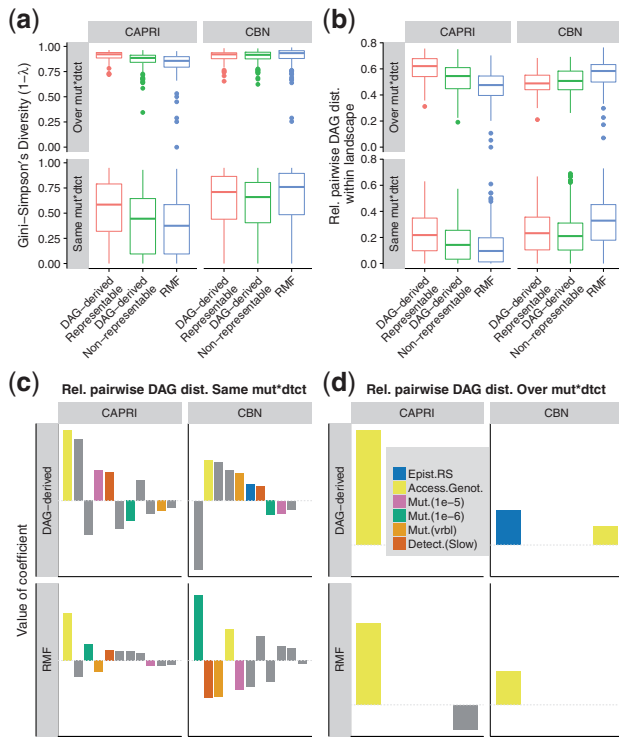 (a)
CAPRI
CBN
Gini−Simpson's Diversity (1−λ)
Over mut*dtct
1.00
0.75
0.50
0.25
0.00
Same mut*dtct
1.00
0.75
0.50
0.25
0.00
DAG−derived
Representable
DAG−derived
Non−representable
RMF
DAG−derived
Representable
DAG−derived
Non−representable
RMF
(b)
CAPRI
CBN
Rel. pairwise DAG dist.
within landscape
Over mut*dtct
0.8
0.6
0.4
0.2
0.0
Same mut*dtct
0.8
0.6
0.4
0.2
0.0
DAG−derived
Representable
DAG−derived
Non−representable
RMF
DAG−derived
Representable
DAG−derived
Non−representable
RMF
(c)
Rel. pairwise DAG dist. Same mut*dtct
CAPRI
CBN
Value of coefficient
DAG−derived
RMF
(d)
Rel. pairwise DAG dist. Over mut*dtct
CAPRI
CBN
DAG−derived
RMF
Epist.RS
Access.Genot.
Mut.(1e−5)
Mut.(1e−6)
Mut.(vrbl)
Detect.(Slow)